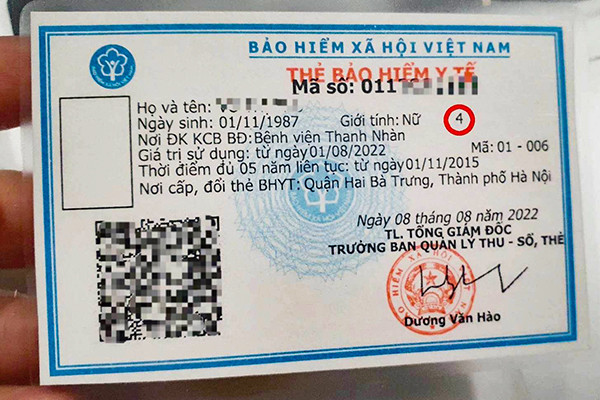 BẢO HIỂM XÃ HỘI VIỆT NAM
THẺ BẢO HIỂM Y TẾ
Mã số: 011
Họ và tên:
Ngày sinh: 01/11/1987 Giới tính: Nữ 4
Nơi ĐK KCB BĐ: Bệnh viện Thanh Nhàn Mã: 01 - 006
Giá trị sử dụng: từ ngày 01/08/2022
Thời điểm đủ 05 năm liên tục: từ ngày 01/11/2015
Nơi cấp, đổi thẻ BHYT: Quận Hai Bà Trưng, Thành phố Hà Nội
Ngày 08 tháng 08 năm 2022
TL. TỔNG GIÁM ĐỐC
TRƯỞNG BAN QUẢN LÝ THU - SỔ, THẺ
Dương Văn Hào